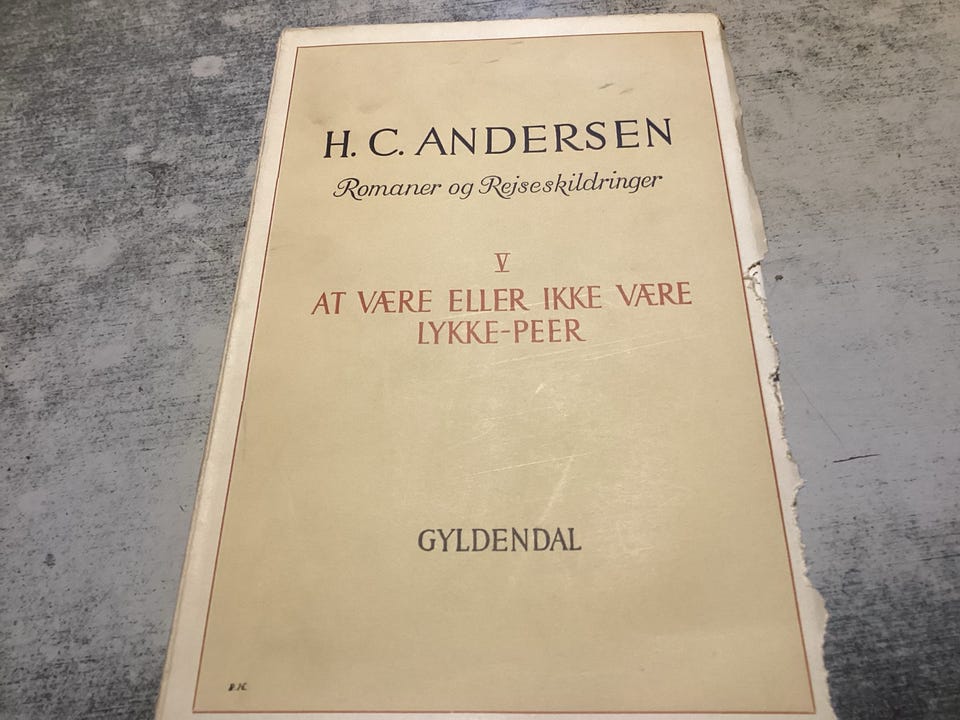 H. C. ANDERSEN
Romaner og Rejseskildringer
V
AT VÆRE ELLER IKKE VÆRE
LYKKE-PEER
GYLDENDAL